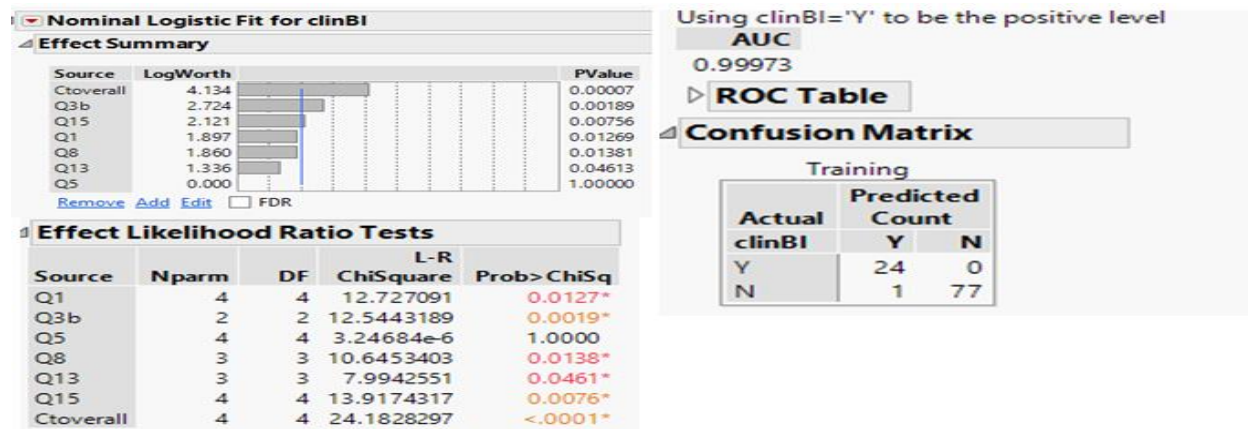 Nominal Logistic Fit for clinBI
Effect Summary
Source LogWorth PValue
Ctoverall 4.134 0.00007
Q3b 2.724 0.00189
Q15 2.121 0.00756
Q1 1.897 0.01269
Q8 1.860 0.01381
Q13 1.336 0.04613
Q5 0.000 1.00000
Remove Add Edit FDR
Effect Likelihood Ratio Tests
L-R
Source Nparm DF ChiSquare Prob>ChiSq
Q1 4 4 12.727091 0.0127*
Q3b 2 2 12.5443189 0.0019*
Q5 4 4 3.24684e-6 1.0000
Q8 3 3 10.6453403 0.0138*
Q13 3 3 7.9942551 0.0461*
Q15 4 4 13.9174317 0.0076*
Ctoverall 4 4 24.1828297 <.0001*
Using clinBI='Y' to be the positive level
AUC
0.99973
ROC Table
Confusion Matrix
Training
Predicted
Actual Count
clinBI Y N
Y 24 0
N 1 77